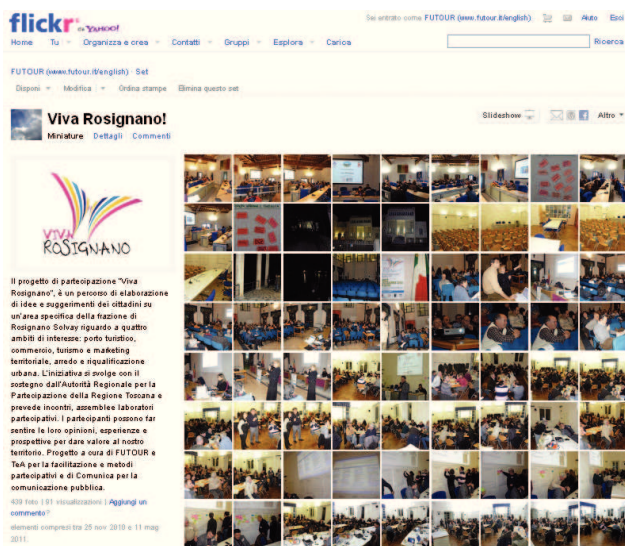 flickr da YAHOO!
Sei entrato come FUTOUR (www.futour.it/english) Aiuto Esci
Home Tu Organizza e crea Contatti Gruppi Esplora Carica Ricerca
FUTOUR (www.futour.it/english) Set
Disponi Modifica Ordina stampe Elimina questo set
Viva Rosignano!
Slideshow Altro
Miniature Dettagli Commenti
VIVA
ROSIGNANO
Il progetto di partecipazione "Viva
Rosignano", è un percorso di elaborazione
di idee e suggerimenti dei cittadini su
un'area specifica della frazione di
Rosignano Solvay riguardo a quattro
ambiti di interesse: porto turistico,
commercio, turismo e marketing
territoriale, arredo e riqualificazione
urbana. L'iniziativa si svolge con il
sostegno dall'Autorità Regionale per la
Partecipazione della Regione Toscana e
prevede incontri, assemblee laboratori
partecipativi. I partecipanti possono far
sentire le loro opinioni, esperienze e
prospettive per dare valore al nostro
territorio. Progetto a cura di FUTOUR e
TeA per la facilitazione e metodi
partecipativi e di Comunica per la
comunicazione pubblica.
439 foto | 91 visualizzazioni | Aggiungi un
commento
elementi compresi tra 25 nov 2010 e 11 mag
2011.